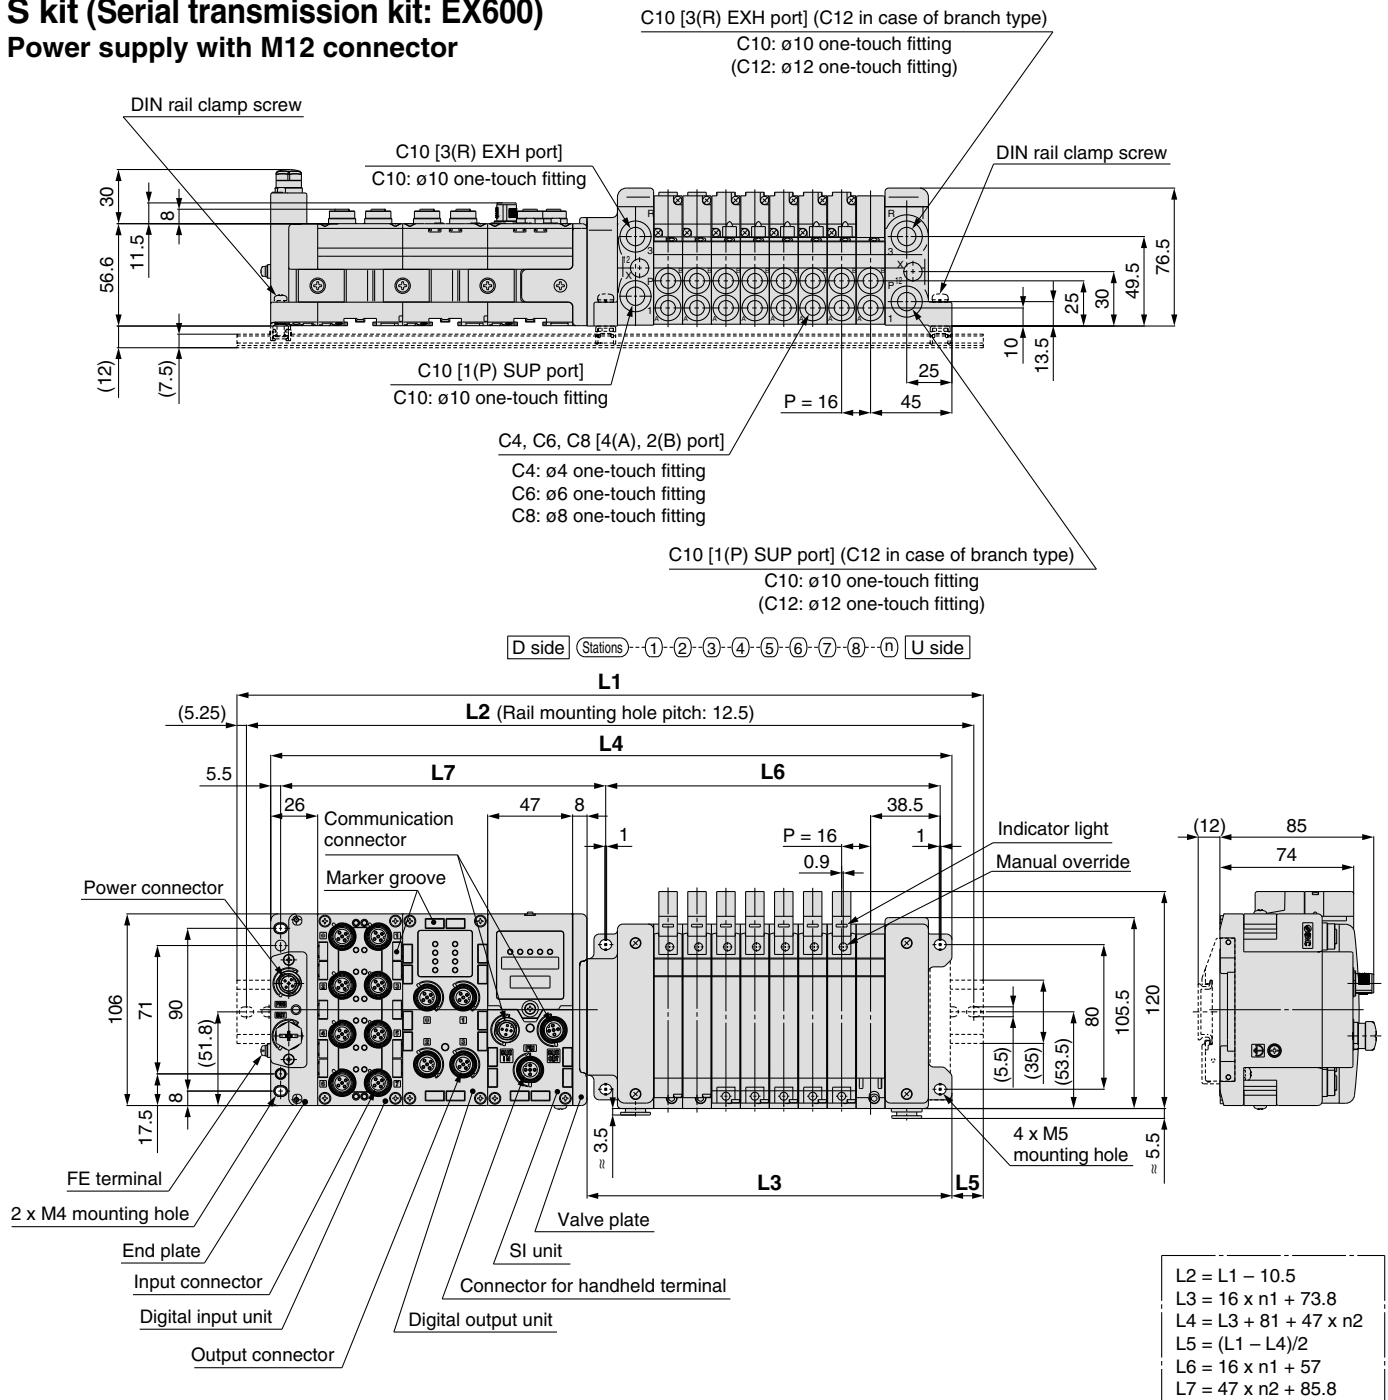 S kit (Serial transmission kit: EX600)
Power supply with M12 connector
C10 [3(R) EXH port] (C12 in case of branch type)
C10: ø10 one-touch fitting
(C12: ø12 one-touch fitting)
DIN rail clamp screw
C10 [3(R) EXH port]
C10: ø10 one-touch fitting
DIN rail clamp screw
30
8
11.5
56.6
(12)
(7.5)
76.5
49.5
30
25
13.5
10
25
P = 16
45
C10 [1(P) SUP port]
C10: ø10 one-touch fitting
C4, C6, C8 [4(A), 2(B) port]
C4: ø4 one-touch fitting
C6: ø6 one-touch fitting
C8: ø8 one-touch fitting
C10 [1(P) SUP port] (C12 in case of branch type)
C10: ø10 one-touch fitting
(C12: ø12 one-touch fitting)
D side Stations 1 2 3 4 5 6 7 8 n U side
L1
(5.25)
L2 (Rail mounting hole pitch: 12.5)
L4
5.5
L7
L6
26
Communication
connector
47
8
38.5
1
P = 16
1
0.9
Indicator light
Manual override
Marker groove
Power connector
(12)
85
74
106
71
90
(51.8)
17.5
8
80
105.5
120
(5.5)
(35)
(53.5)
≈ 3.5
≈ 5.5
4 x M5
mounting hole
L3
L5
FE terminal
2 x M4 mounting hole
End plate
Input connector
Digital input unit
Output connector
Digital output unit
Connector for handheld terminal
SI unit
Valve plate
L2 = L1 – 10.5
L3 = 16 x n1 + 73.8
L4 = L3 + 81 + 47 x n2
L5 = (L1 – L4)/2
L6 = 16 x n1 + 57
L7 = 47 x n2 + 85.8